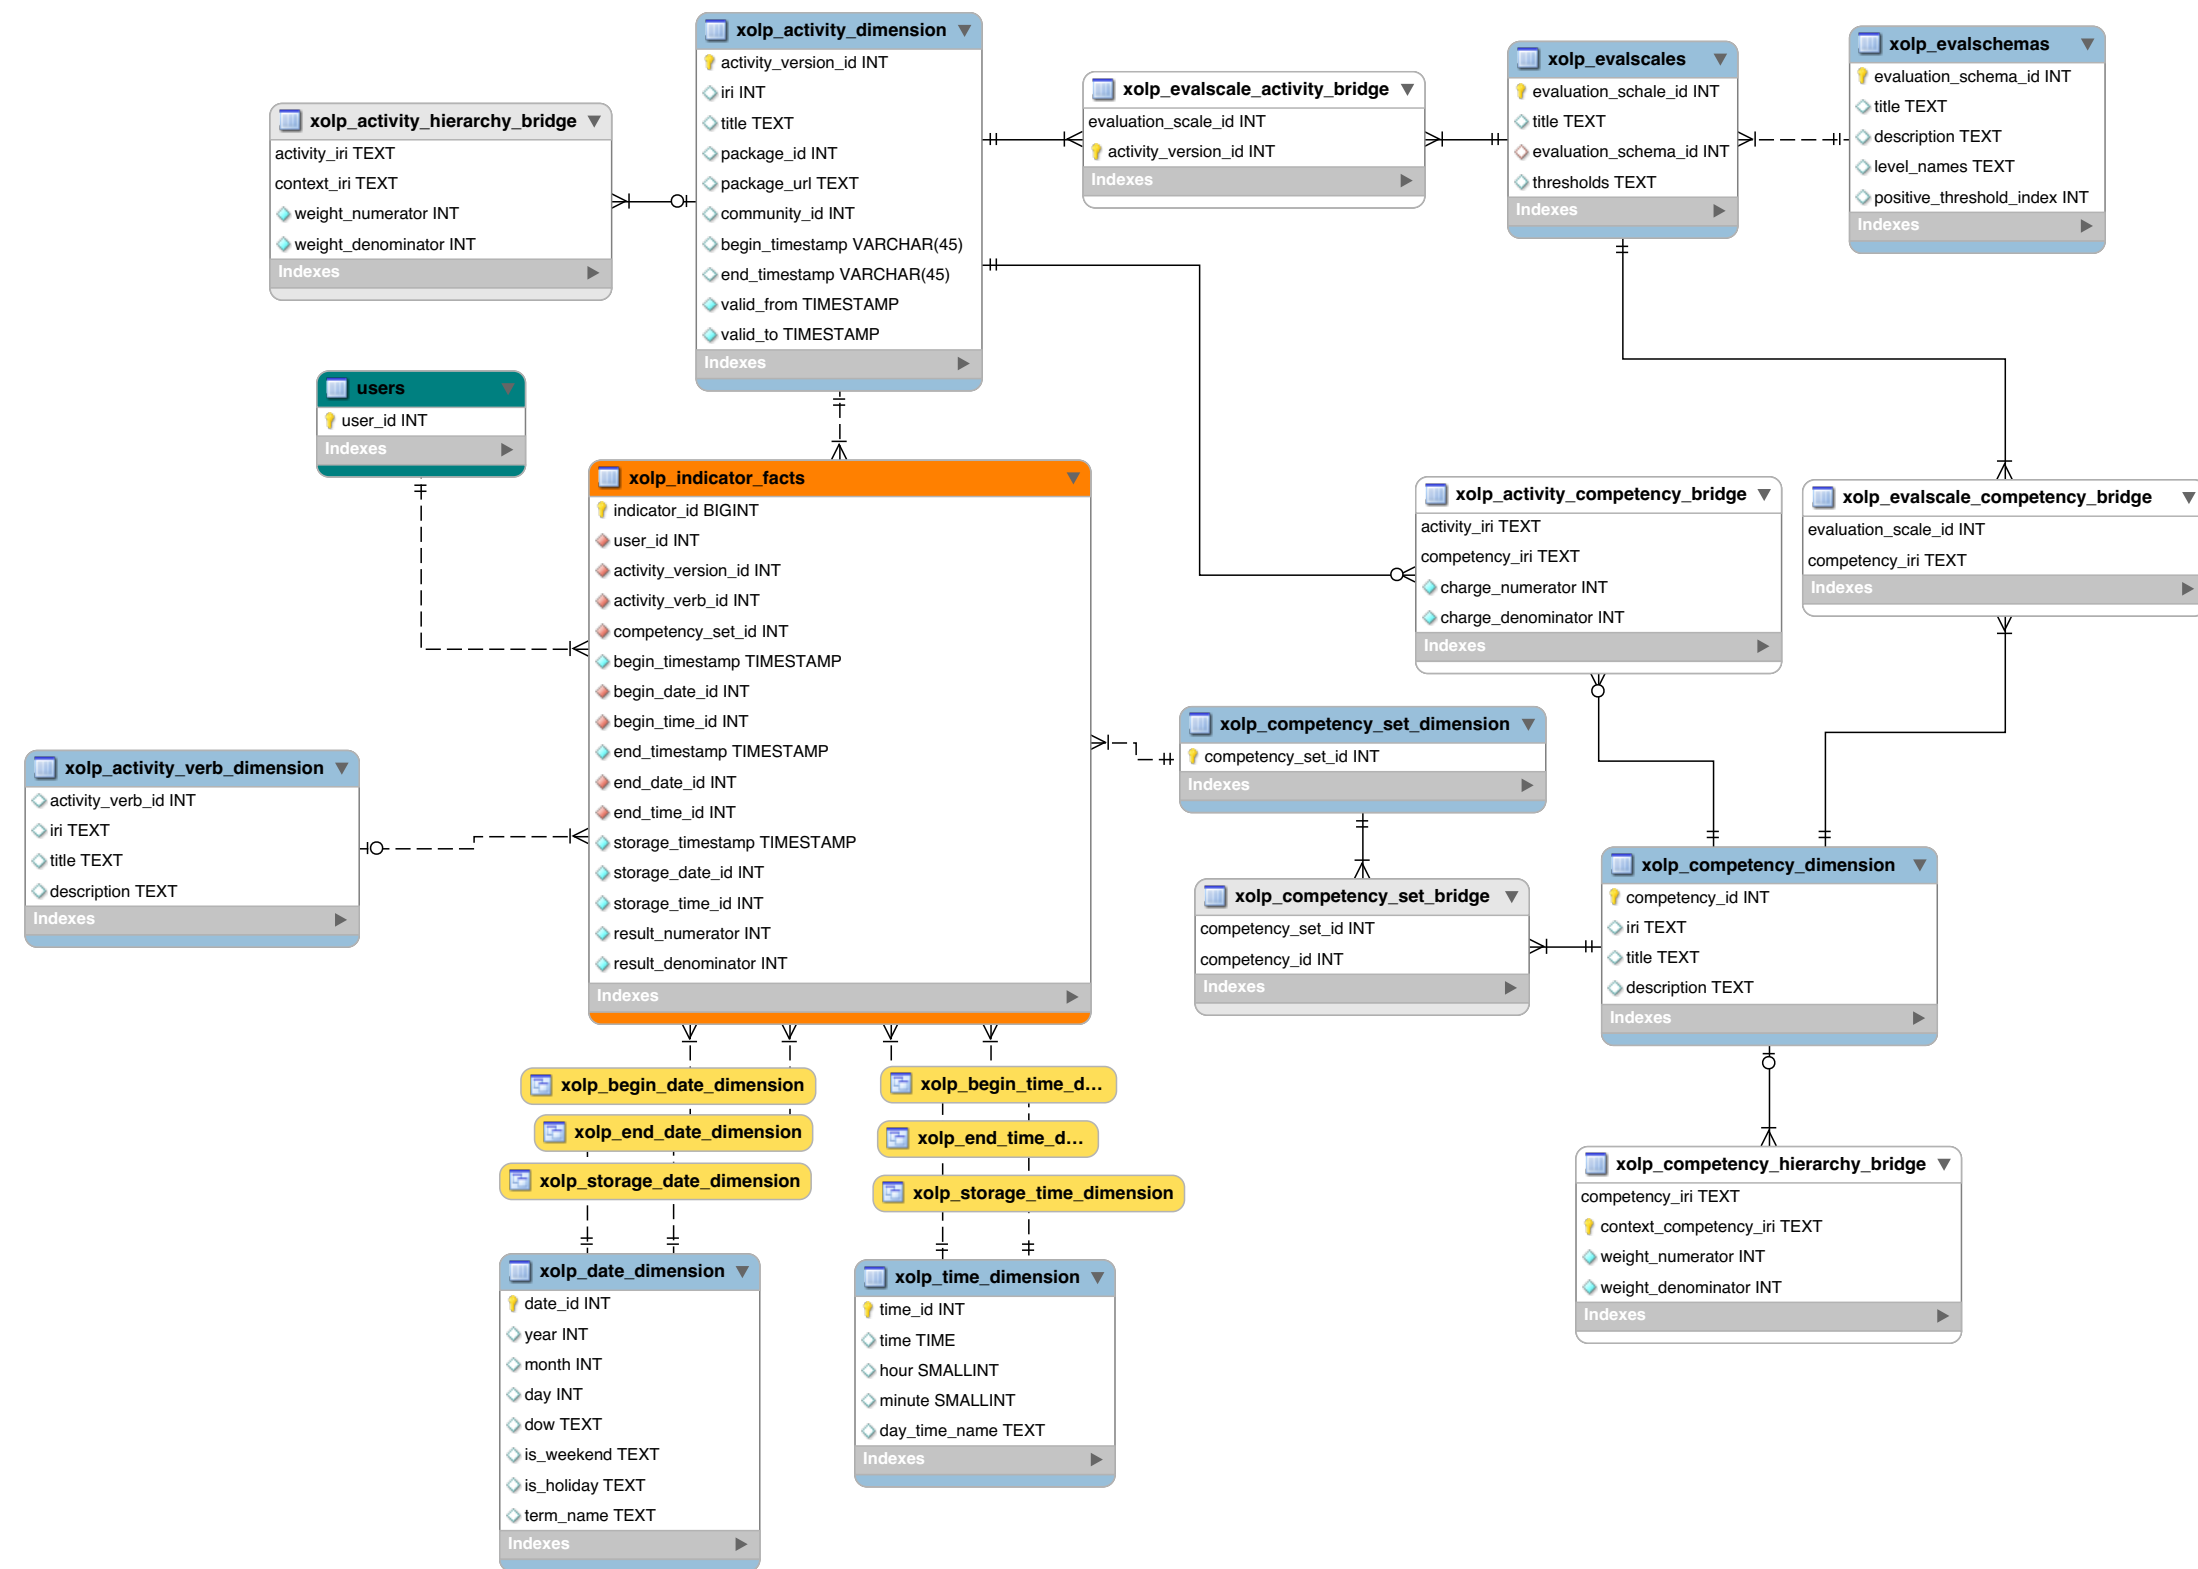 xolp_activity_dimension
activity_version_id INT
iri INT
title TEXT
package_id INT
package_url TEXT
community_id INT
begin_timestamp VARCHAR(45)
end_timestamp VARCHAR(45)
valid_from TIMESTAMP
valid_to TIMESTAMP
Indexes
xolp_evalscale_activity_bridge
evaluation_scale_id INT
activity_version_id INT
Indexes
xolp_evalscales
evaluation_schale_id INT
title TEXT
evaluation_schema_id INT
thresholds TEXT
Indexes
xolp_evalschemas
evaluation_schema_id INT
title TEXT
description TEXT
level_names TEXT
positive_threshold_index INT
Indexes
xolp_activity_hierarchy_bridge
activity_iri TEXT
context_iri TEXT
weight_numerator INT
weight_denominator INT
Indexes
users
user_id INT
Indexes
xolp_indicator_facts
indicator_id BIGINT
user_id INT
activity_version_id INT
activity_verb_id INT
competency_set_id INT
begin_timestamp TIMESTAMP
begin_date_id INT
begin_time_id INT
end_timestamp TIMESTAMP
end_date_id INT
end_time_id INT
storage_timestamp TIMESTAMP
storage_date_id INT
storage_time_id INT
result_numerator INT
result_denominator INT
Indexes
xolp_activity_competency_bridge
activity_iri TEXT
competency_iri TEXT
charge_numerator INT
charge_denominator INT
Indexes
xolp_evalscale_competency_bridge
evaluation_scale_id INT
competency_iri TEXT
Indexes
xolp_activity_verb_dimension
activity_verb_id INT
iri TEXT
title TEXT
description TEXT
Indexes
xolp_competency_set_dimension
competency_set_id INT
Indexes
xolp_competency_set_bridge
competency_set_id INT
competency_id INT
Indexes
xolp_competency_dimension
competency_id INT
iri TEXT
title TEXT
description TEXT
Indexes
xolp_begin_date_dimension
xolp_end_date_dimension
xolp_storage_date_dimension
xolp_begin_time_d...
xolp_end_time_d...
xolp_storage_time_dimension
xolp_competency_hierarchy_bridge
competency_iri TEXT
context_competency_iri TEXT
weight_numerator INT
weight_denominator INT
Indexes
xolp_date_dimension
date_id INT
year INT
month INT
day INT
dow TEXT
is_weekend TEXT
is_holiday TEXT
term_name TEXT
Indexes
xolp_time_dimension
time_id INT
time TIME
hour SMALLINT
minute SMALLINT
day_time_name TEXT
Indexes